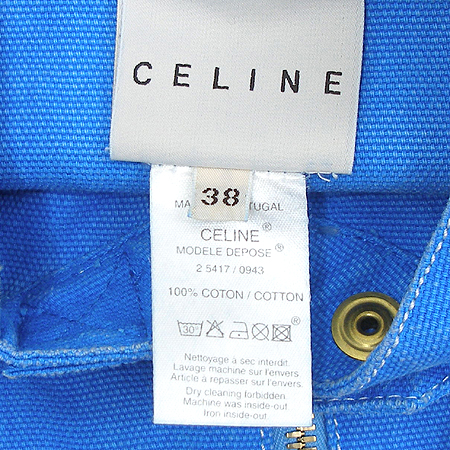 CELINE
38
MA TUGAL
CELINE®
MODELE DEPOSE ®
2 5417 / 0943
100% COTON / COTTON
30 ®
Nettoyage à sec interdit.
Lavage machine sur l'envers.
Article à repasser sur l'envers.
Dry cleaning forbidden.
Machine was inside-out.
Iron inside-out.